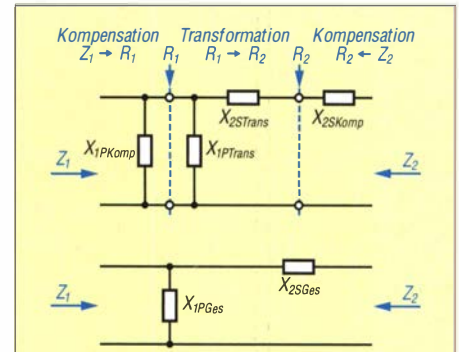 Kompensation Transformation Kompensation
Z1 → R1 R1 R1 → R2 R2 R2 ← Z2
X2STrans X2SKomp
X1PKomp X1PTrans
Z1 Z2
X2SGes
Z1 X1PGes Z2